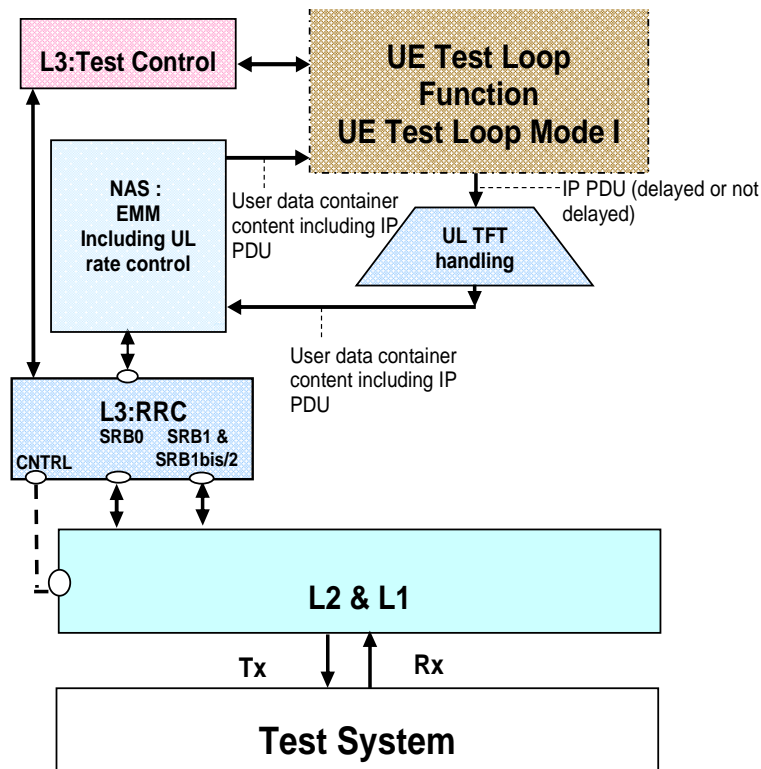 L3:Test Control
UE Test Loop
Function
UE Test Loop Mode I
NAS :
EMM
Including UL
rate control
User data container
content including IP
PDU
IP PDU (delayed or not
delayed)
UL TFT
handling
User data container
content including IP
PDU
L3:RRC
SRB0
SRB1 &
SRB1bis/2
CNTRL
L2 & L1
Tx
Rx
Test System